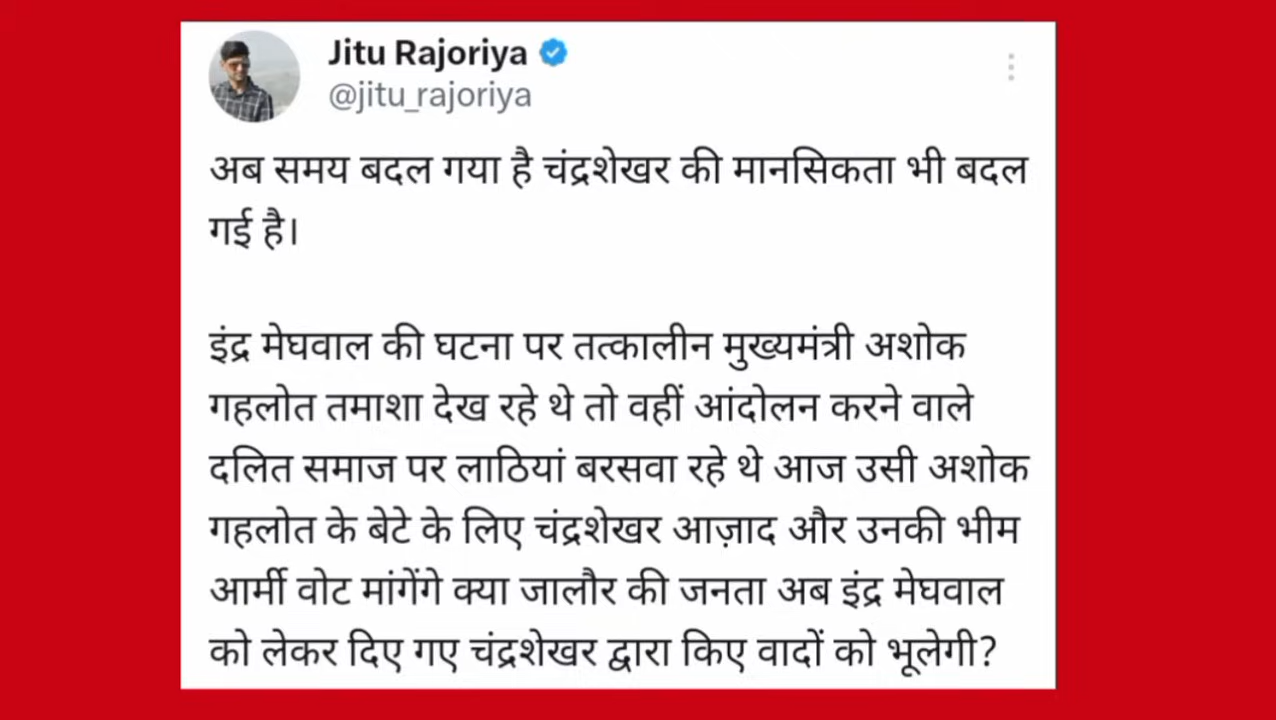 Jitu Rajoriya
@jitu_rajoriya
अब समय बदल गया है चंद्रशेखर की मानसिकता भी बदल
गई है।
इंद्र मेघवाल की घटना पर तत्कालीन मुख्यमंत्री अशोक
गहलोत तमाशा देख रहे थे तो वहीं आंदोलन करने वाले
दलित समाज पर लाठियां बरसवा रहे थे आज उसी अशोक
गहलोत के बेटे के लिए चंद्रशेखर आज़ाद और उनकी भीम
आर्मी वोट मांगेंगे क्या जालौर की जनता अब इंद्र मेघवाल
को लेकर दिए गए चंद्रशेखर द्वारा किए वादों को भूलेगी?